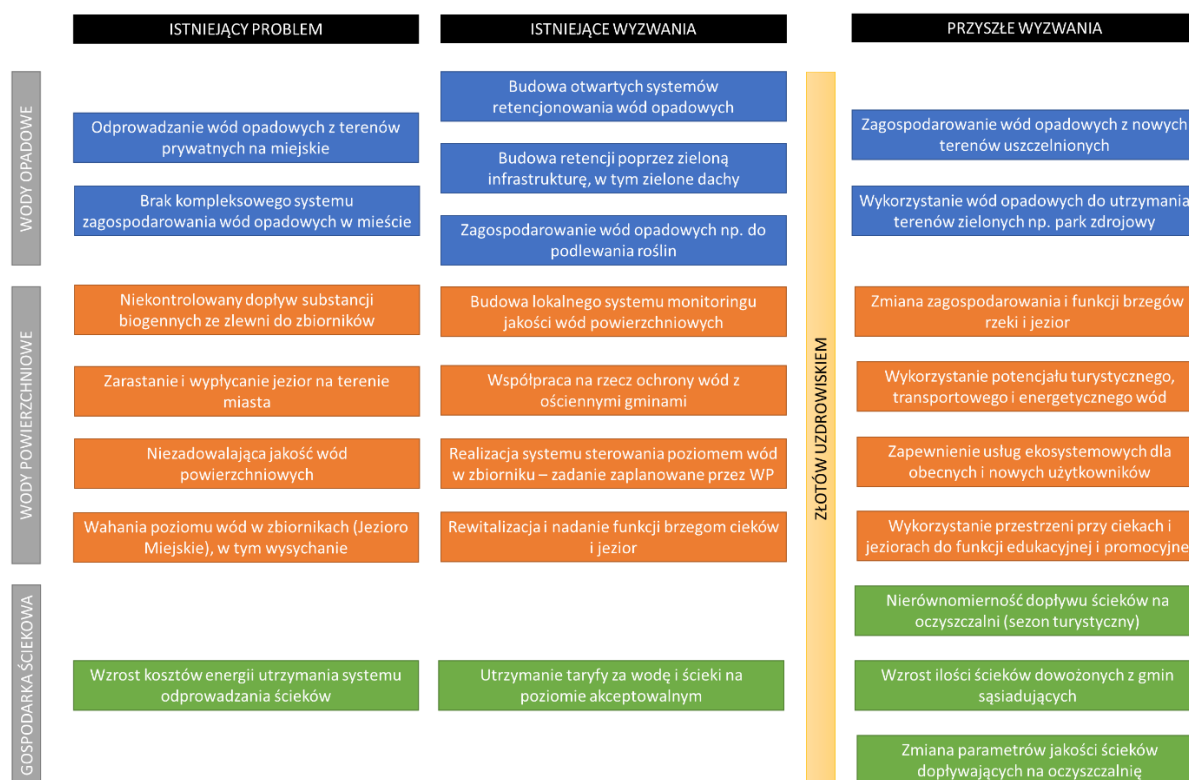 ISTNIEJĄCY PROBLEM
ISTNIEJĄCE WYZWANIA
PRZYSZŁE WYZWANIA
WODY OPADOWE
Odprowadzanie wód opadowych z terenów
prywatnych na miejskie
Brak kompleksowego systemu
zagospodarowania wód opadowych w mieście
Budowa otwartych systemów
retencjonowania wód opadowych
Budowa retencji poprzez zieloną
infrastrukturę, w tym zielone dachy
Zagospodarowanie wód opadowych np. do
podlewania roślin
ZŁOTÓW UZDROWISKIEM
Zagospodarowanie wód opadowych z nowych
terenów uszczelnionych
Wykorzystanie wód opadowych do utrzymania
terenów zielonych np. park zdrojowy
WODY POWIERZCHNIOWE
Niekontrolowany dopływ substancji
biogennych ze zlewni do zbiorników
Zarastanie i wypłycanie jezior na terenie
miasta
Niezadowalająca jakość wód
powierzchniowych
Wahania poziomu wód w zbiornikach (Jezioro
Miejskie), w tym wysychanie
Budowa lokalnego systemu monitoringu
jakości wód powierzchniowych
Współpraca na rzecz ochrony wód z
ościennymi gminami
Realizacja systemu sterowania poziomem wód
w zbiorniku – zadanie zaplanowane przez WP
Rewitalizacja i nadanie funkcji brzegom cieków
i jezior
Zmiana zagospodarowania i funkcji brzegów
rzeki i jezior
Wykorzystanie potencjału turystycznego,
transportowego i energetycznego wód
Zapewnienie usług ekosystemowych dla
obecnych i nowych użytkowników
Wykorzystanie przestrzeni przy ciekach i
jeziorach do funkcji edukacyjnej i promocyjne
GOSPODARKA ŚCIEKOWA
Wzrost kosztów energii utrzymania systemu
odprowadzania ścieków
Utrzymanie taryfy za wodę i ścieki na
poziomie akceptowalnym
Nierównomierność dopływu ścieków na
oczyszczalni (sezon turystyczny)
Wzrost ilości ścieków dowożonych z gmin
sąsiadujących
Zmiana parametrów jakości ścieków
dopływających na oczyszczalnię